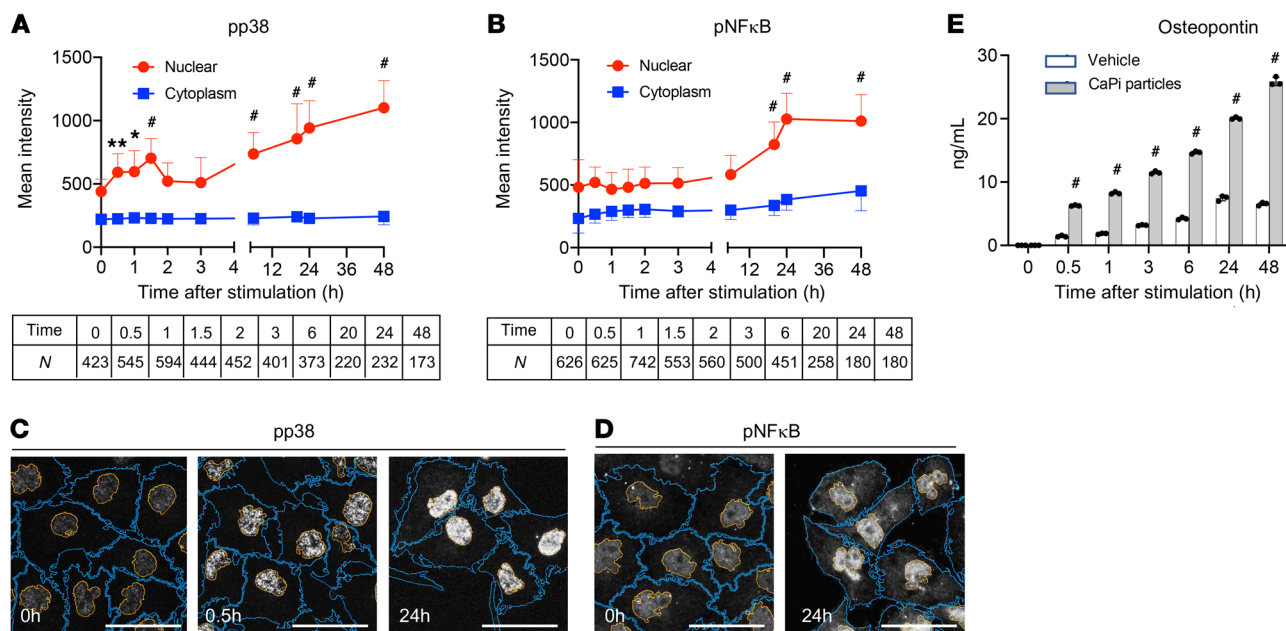 A
pp38
1500
1000
500
0
Mean intensity
Nuclear
Cytoplasm
** * # # # # #
0 1 2 3 4 12 24 36 48
Time after stimulation (h)
Time 0 0.5 1 1.5 2 3 6 20 24 48
N 423 545 594 444 452 401 373 220 232 173
B
pNFκB
1500
1000
500
0
Mean intensity
Nuclear
Cytoplasm
# # #
0 1 2 3 4 12 24 36 48
Time after stimulation (h)
Time 0 0.5 1 1.5 2 3 6 20 24 48
N 626 625 742 553 560 500 451 258 180 180
E
Osteopontin
30
20
10
0
ng/mL
Vehicle
CaPi particles
# # # # # #
0 0.5 1 3 6 24 48
Time after stimulation (h)
C
pp38
0h
0.5h
24h
D
pNFκB
0h
24h